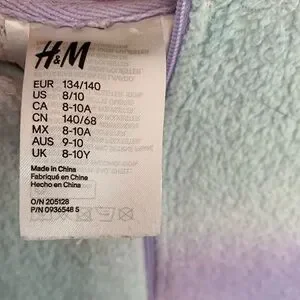 H&M
EUR 134/140
US 8/10
CA 8-10A
CN 140/68
MX 8-10A
AUS 9-10
UK 8-10Y
Made in China
Fabriqué en Chine
Hecho en China
O/N 205128
P/N 0936548 5